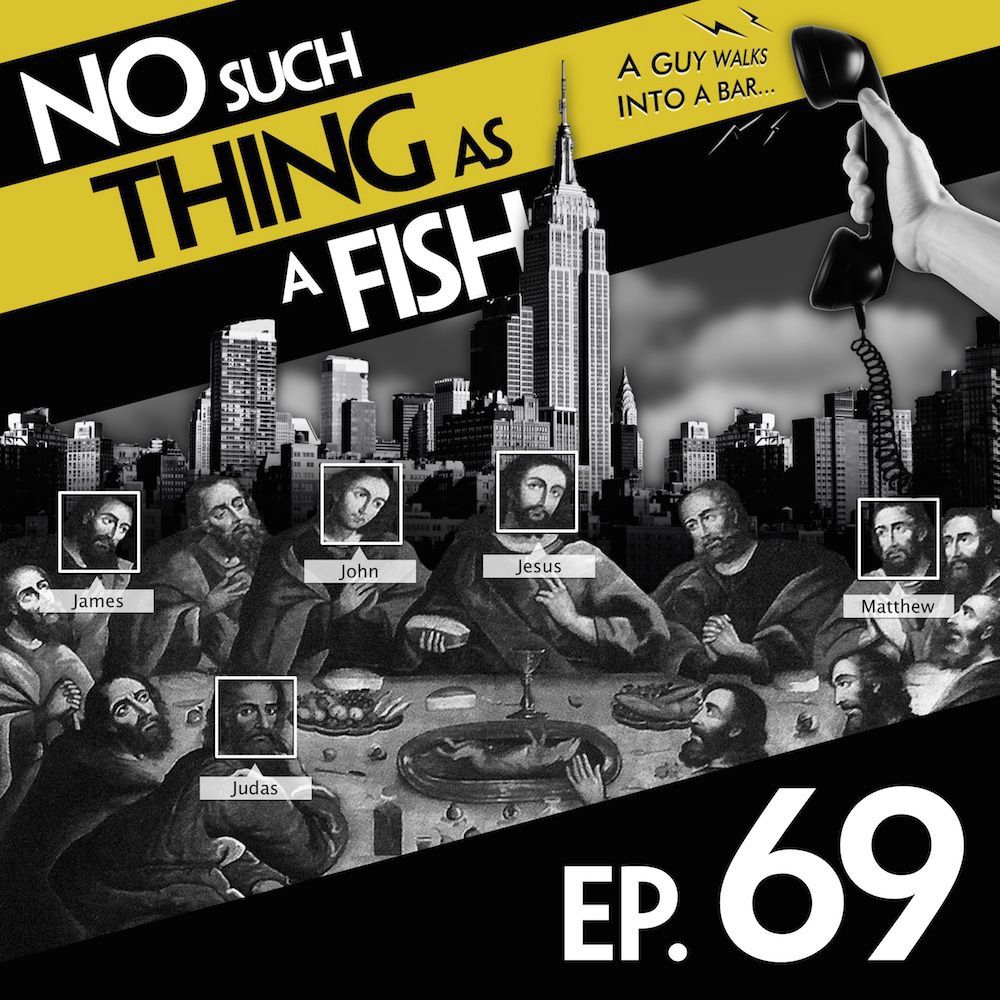 NO SUCH
THING AS
A FISH
A GUY WALKS
INTO A BAR...
James
John
Jesus
Matthew
Judas
EP. 69